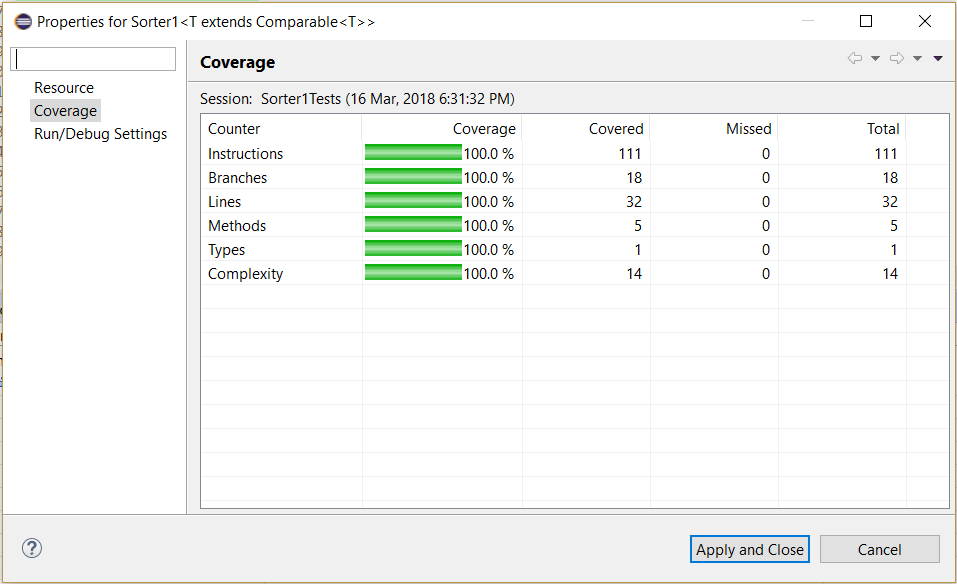 Properties for Sorter1<T extends Comparable<T>>
Resource
Coverage
Run/Debug Settings
Coverage
Session: Sorter1Tests (16 Mar, 2018 6:31:32 PM)
Counter Coverage Covered Missed Total
Instructions 100.0 % 111 0 111
Branches 100.0 % 18 0 18
Lines 100.0 % 32 0 32
Methods 100.0 % 5 0 5
Types 100.0 % 1 0 1
Complexity 100.0 % 14 0 14
?
Apply and Close Cancel